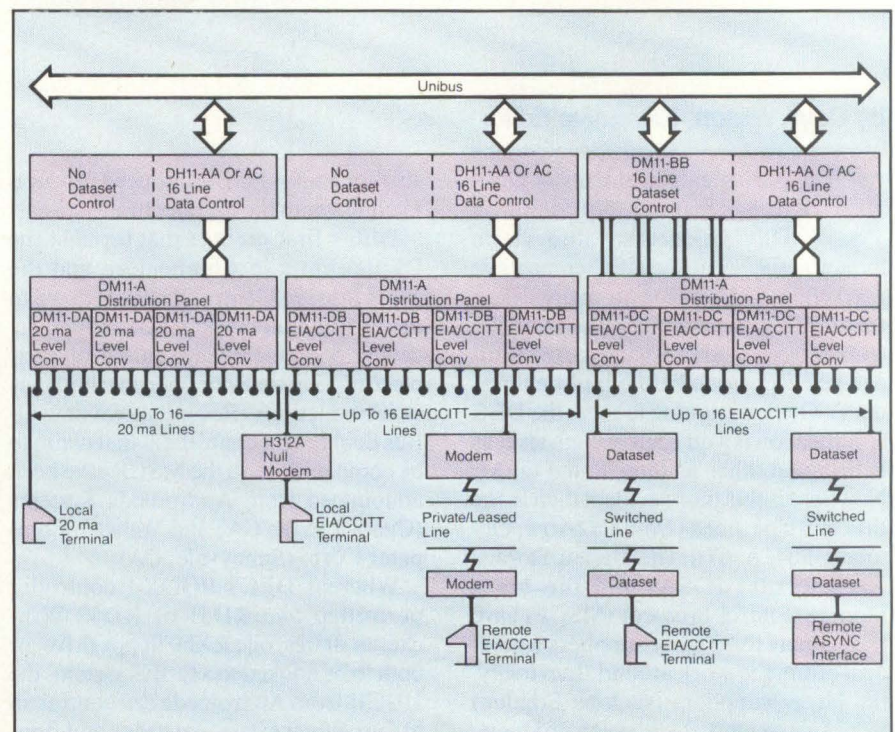 Unibus
No
Dataset
Control
DH11-AA Or AC
16 Line
Data Control
No
Dataset
Control
DH11-AA Or AC
16 Line
Data Control
DM11-BB
16 Line
Dataset
Control
DH11-AA Or AC
16 Line
Data Control
DM11-A
Distribution Panel
DM11-DA
20 ma
Level
Conv
DM11-DA
20 ma
Level
Conv
DM11-DA
20 ma
Level
Conv
DM11-DA
20 ma
Level
Conv
DM11-A
Distribution Panel
DM11-DB
EIA/CCITT
Level
Conv
DM11-DB
EIA/CCITT
Level
Conv
DM11-DB
EIA/CCITT
Level
Conv
DM11-DB
EIA/CCITT
Level
Conv
DM11-A
Distribution Panel
DM11-DC
EIA/CCITT
Level
Conv
DM11-DC
EIA/CCITT
Level
Conv
DM11-DC
EIA/CCITT
Level
Conv
DM11-DC
EIA/CCITT
Level
Conv
Up To 16
20 ma Lines
Up To 16 EIA/CCITT
Lines
Up to 16 EIA/CCITT
Lines
H312A
Null
Modem
Modem
Dataset
Dataset
Local
20 ma
Terminal
Local
EIA/CCITT
Terminal
Private/Leased
Line
Switched
Line
Switched
Line
Modem
Dataset
Dataset
Remote
EIA/CCITT
Terminal
Remote
EIA/CCITT
Terminal
Remote
ASYNC
Interface